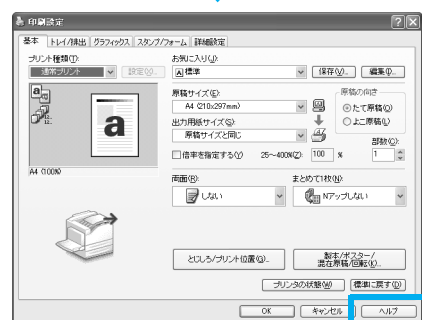 印刷設定
基本 トレイ/排出 グラフィックス スタンプ/フォーム 詳細設定
プリント種類(T):
通常プリント 設定(Q)...
お気に入り(J):
標準 保存(V)... 編集(I)...
原稿サイズ(E):
A4 (210x297mm)
出力用紙サイズ(S):
原稿サイズと同じ
原稿の向き
たて原稿(O)
よこ原稿(L)
部数(C):
1
倍率を指定する(Y) 25～400%(Z): 100 %
a
A4 (100%)
両面(R):
しない
まとめて1枚(N):
Nアップしない
とじしろ/プリント位置(G)...
製本/ポスター/
混在原稿/回転(K)...
プリンタの状態(W) 標準に戻す(D)
OK キャンセル ヘルプ